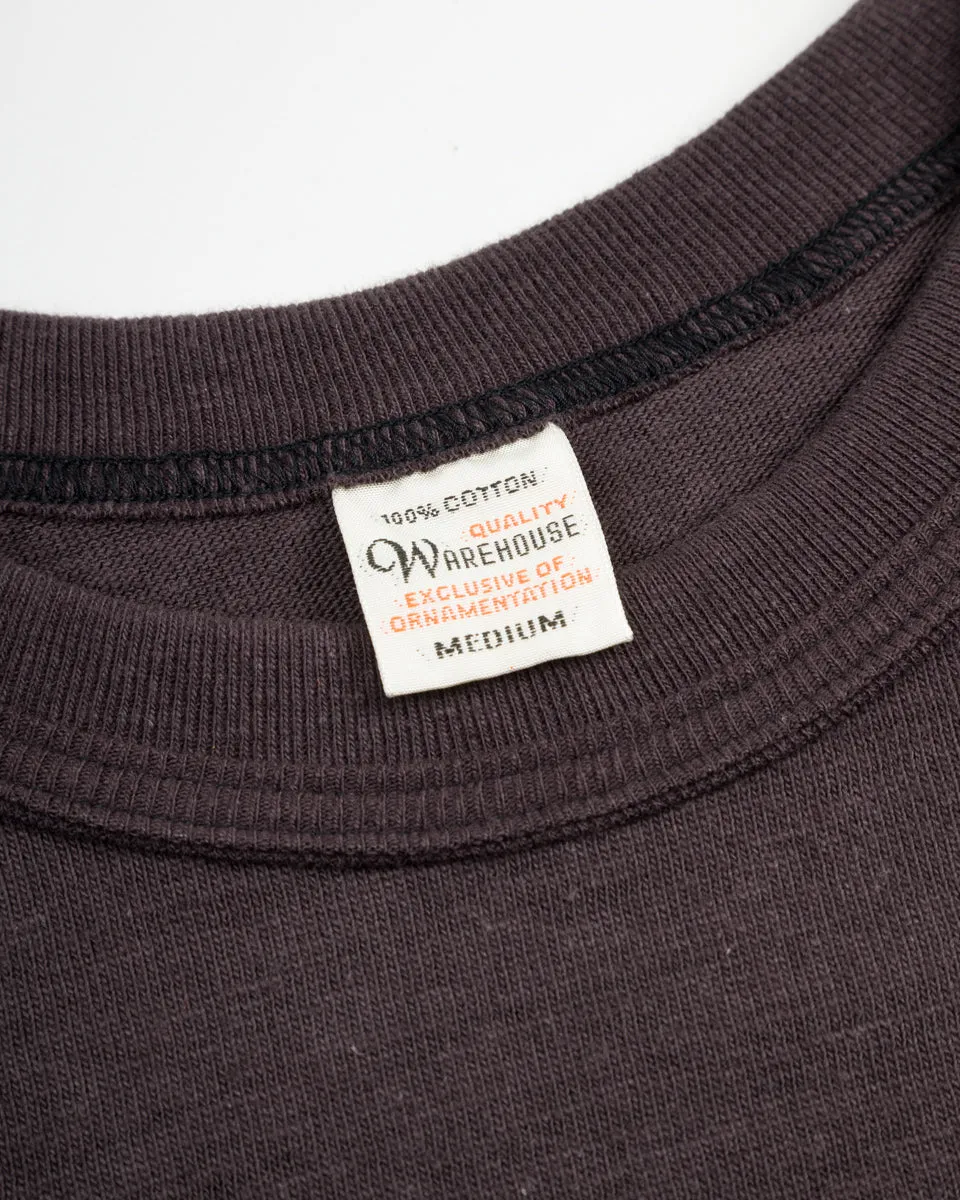 100% COTTON
QUALITY
WAREHOUSE
EXCLUSIVE OF
ORNAMENTATION
MEDIUM